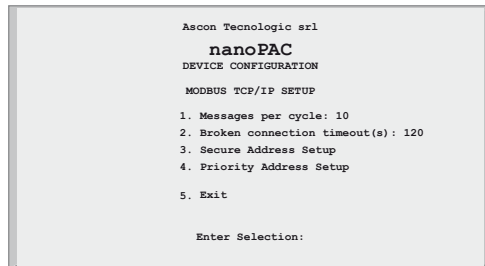 Ascon Tecnologic srl
nanoPAC
DEVICE CONFIGURATION
MODBUS TCP/IP SETUP
1. Messages per cycle: 10
2. Broken connection timeout(s): 120
3. Secure Address Setup
4. Priority Address Setup
5. Exit
Enter Selection: